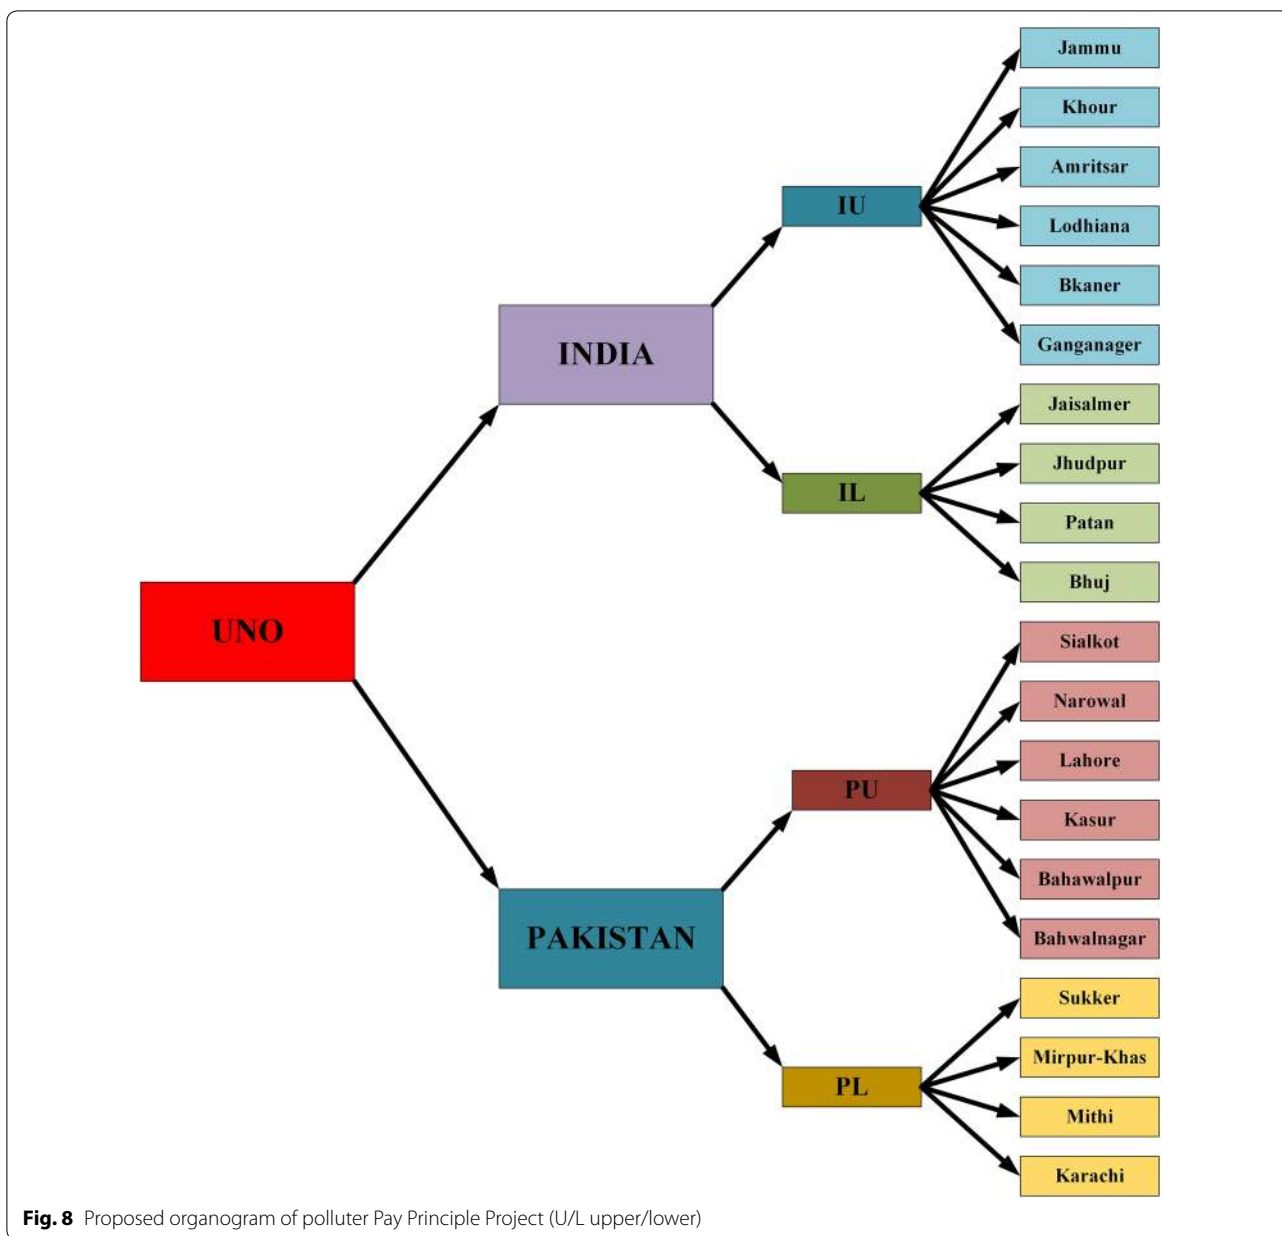 Jammu
Khour
Amritsar
IU
Lodhiana
Bkaner
INDIA
Ganganager
Jaisalmer
Jhudpur
IL
Patan
Bhuj
UNO
Sialkot
Narowal
Lahore
PU
Kasur
Bahawalpur
PAKISTAN
Bahwalnagar
Sukker
Mirpur-Khas
PL
Mithi
Karachi
Fig. 8 Proposed organogram of polluter Pay Principle Project (U/L upper/lower)